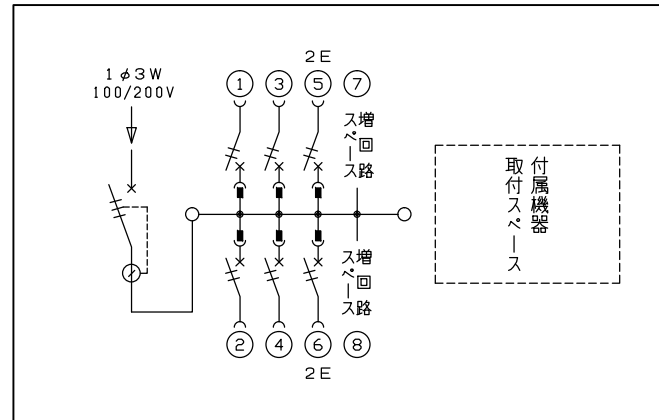 1φ3W
100/200V
2E
① ③ ⑤ ⑦
増回路
スペース
付属機器
取付スペース
増回路
スペース
② ④ ⑥ ⑧
2E